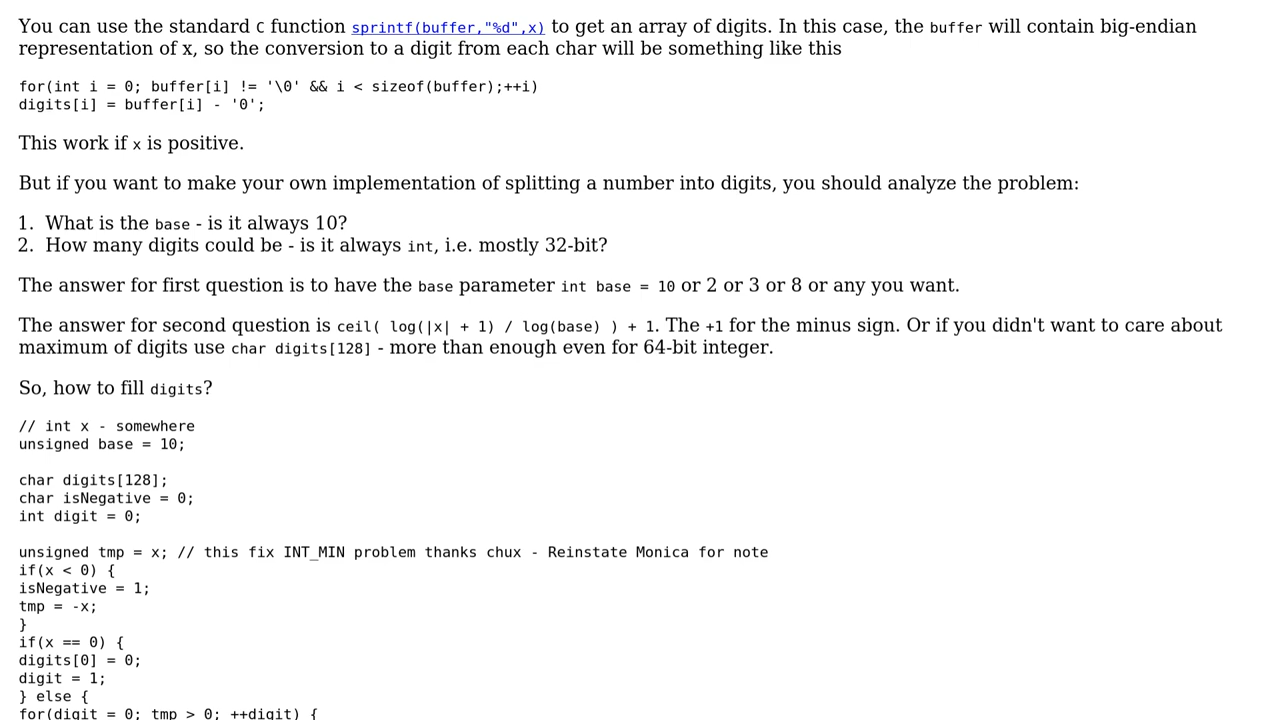 You can use the standard C function sprintf(buffer,"%d",x) to get an array of digits. In this case, the buffer will contain big-endian
representation of x, so the conversion to a digit from each char will be something like this
for(int i = 0; buffer[i] != '\0' && i < sizeof(buffer);++i)
digits[i] = buffer[i] - '0';
This work if x is positive.
But if you want to make your own implementation of splitting a number into digits, you should analyze the problem:
1. What is the base - is it always 10?
2. How many digits could be - is it always int, i.e. mostly 32-bit?
The answer for first question is to have the base parameter int base = 10 or 2 or 3 or 8 or any you want.
The answer for second question is ceil( log(|x| + 1) / log(base) ) + 1. The +1 for the minus sign. Or if you didn't want to care about
maximum of digits use char digits[128] - more than enough even for 64-bit integer.
So, how to fill digits?
// int x - somewhere
unsigned base = 10;
char digits[128];
char isNegative = 0;
int digit = 0;
unsigned tmp = x; // this fix INT_MIN problem thanks chux - Reinstate Monica for note
if(x < 0) {
isNegative = 1;
tmp = -x;
}
if(x == 0) {
digits[0] = 0;
digit = 1;
} else {
for(digit = 0; tmp > 0; ++digit) {